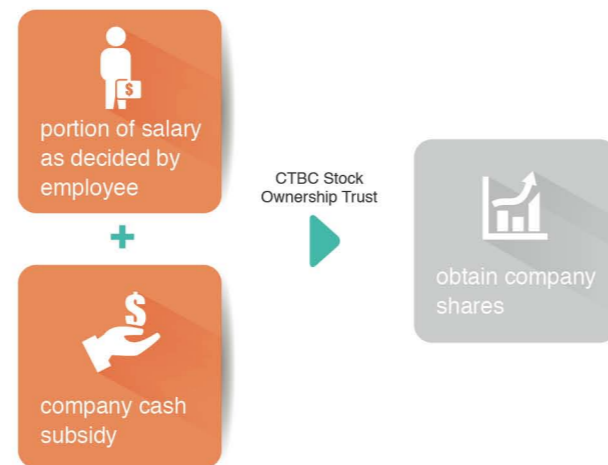 $
portion of salary
as decided by
employee
+
$
company cash
subsidy
CTBC Stock
Ownership Trust
obtain company
shares